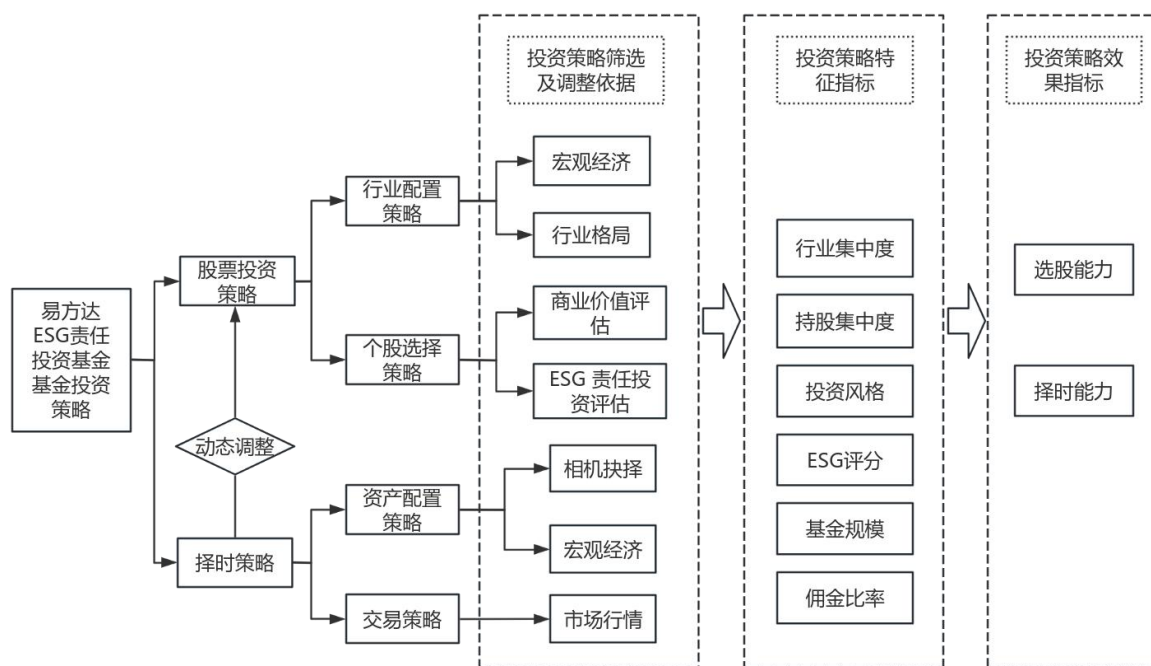 投资策略筛选
及调整依据
投资策略特
征指标
投资策略效
果指标
易方达
ESG责任
投资基金
基金投资
策略
股票投资
策略
动态调整
择时策略
行业配置
策略
个股选择
策略
资产配置
策略
交易策略
宏观经济
行业格局
商业价值评
估
ESG 责任投
资评估
相机抉择
宏观经济
市场行情
行业集中度
持股集中度
投资风格
ESG评分
基金规模
佣金比率
选股能力
择时能力